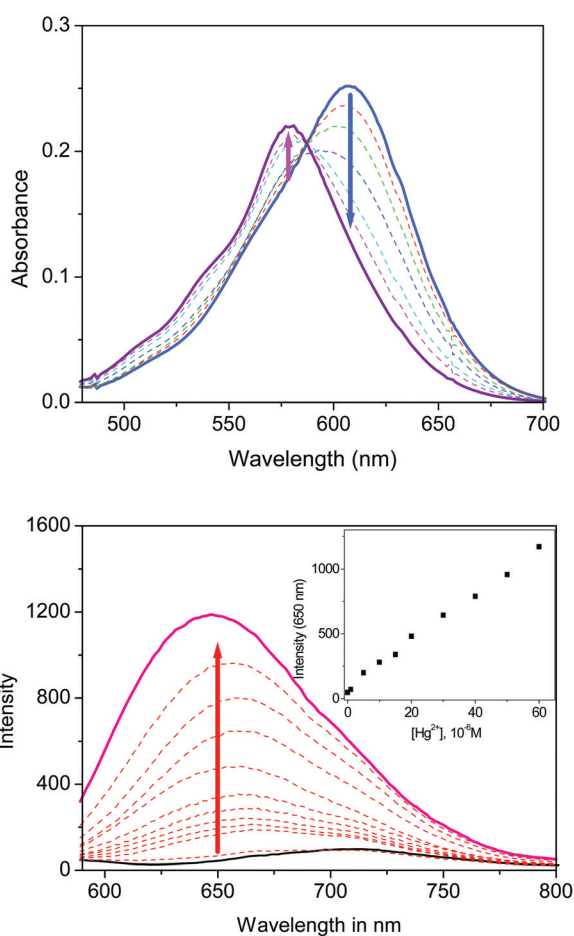 0.3
0.2
0.1
0.0
Absorbance
500 550 600 650 700
Wavelength (nm)
1600
1200
800
400
0
Intensity
600 650 700 750 800
Wavelength in nm
1000
500
0
Intensity (650 nm)
0 20 40 60
[Hg²⁺], 10⁻⁶M